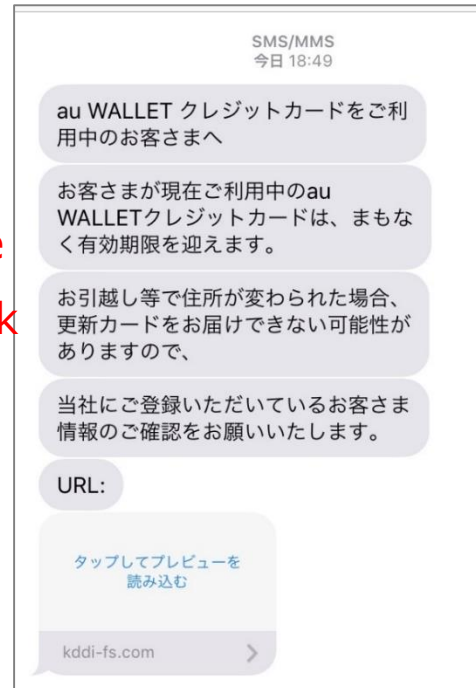 SMS/MMS
今日 18:49
au WALLET クレジットカードをご利
用中のお客さまへ
お客さまが現在ご利用中のau
WALLETクレジットカードは、まもな
く有効期限を迎えます。
お引越し等で住所が変わられた場合、
更新カードをお届けできない可能性が
ありますので、
当社にご登録いただいているお客さま
情報のご確認をお願いいたします。
URL:
タップしてプレビューを
読み込む
kddi-fs.com